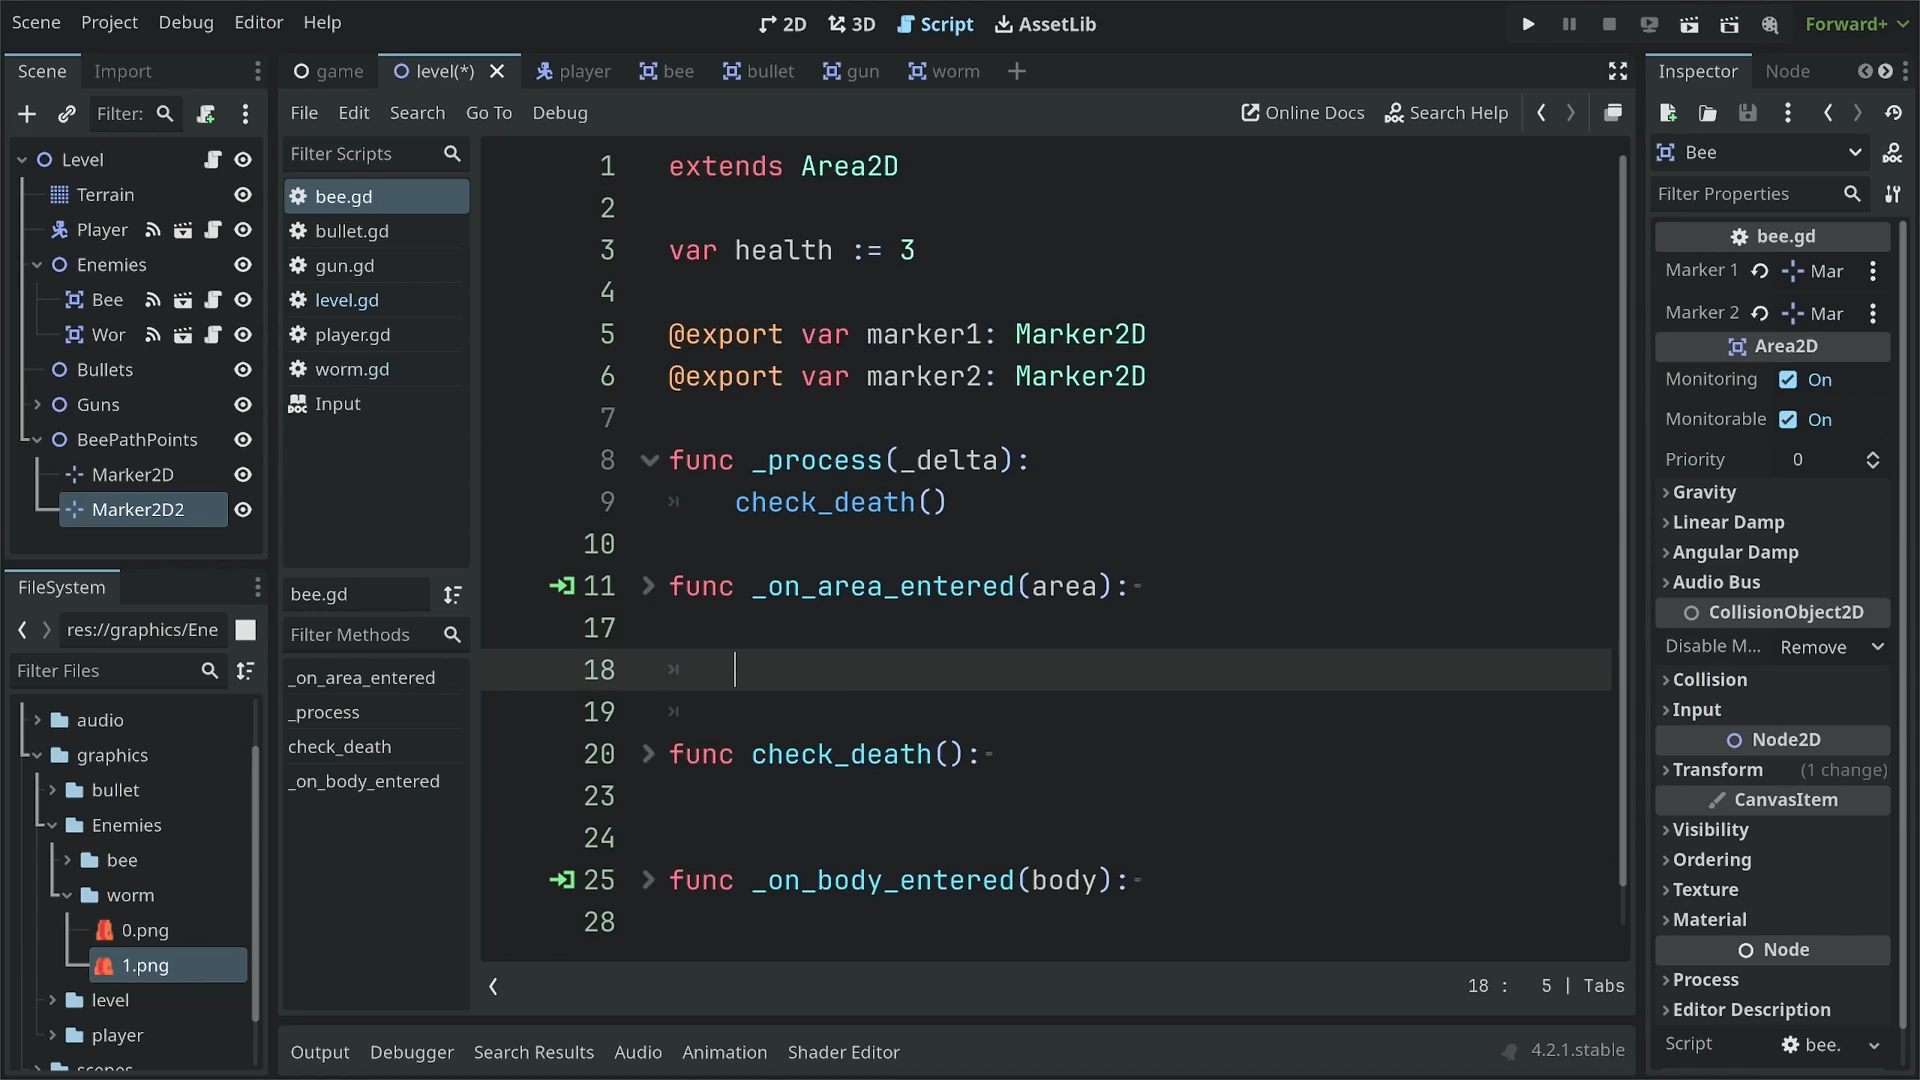 Scene Project Debug Editor Help
2D 3D Script AssetLib
Forward+
Scene Import
Filter:
Level
Terrain
Player
Enemies
Bee
Wor
Bullets
Guns
BeePathPoints
Marker2D
Marker2D2
FileSystem
res://graphics/Ene
Filter Files
audio
graphics
bullet
Enemies
bee
worm
0.png
1.png
level
player
scenes
game level(*) player bee bullet gun worm
File Edit Search Go To Debug
Online Docs Search Help
Filter Scripts
bee.gd
bullet.gd
gun.gd
level.gd
player.gd
worm.gd
Input
bee.gd
Filter Methods
_on_area_entered
_process
check_death
_on_body_entered
1 extends Area2D
2
3 var health := 3
4
5 @export var marker1: Marker2D
6 @export var marker2: Marker2D
7
8 func _process(_delta):
9 check_death()
10
11 func _on_area_entered(area):
17
18
19
20 func check_death():
23
24
25 func _on_body_entered(body):
28
18 : 5 | Tabs
Output Debugger Search Results Audio Animation Shader Editor
4.2.1.stable
Inspector Node
Bee
Filter Properties
bee.gd
Marker 1 Mar
Marker 2 Mar
Area2D
Monitoring On
Monitorable On
Priority 0
Gravity
Linear Damp
Angular Damp
Audio Bus
CollisionObject2D
Disable M... Remove
Collision
Input
Node2D
Transform (1 change)
CanvasItem
Visibility
Ordering
Texture
Material
Node
Process
Editor Description
Script bee.